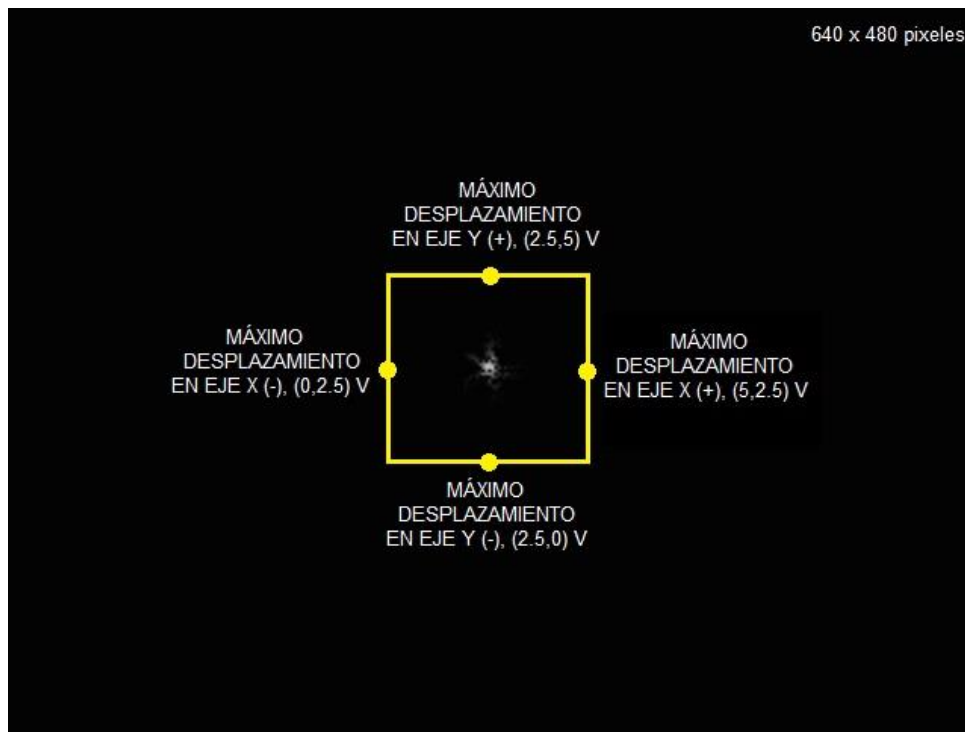 640 x 480 pixeles
MÁXIMO
DESPLAZAMIENTO
EN EJE Y (+), (2.5,5) V
MÁXIMO
DESPLAZAMIENTO
EN EJE X (-), (0,2.5) V
MÁXIMO
DESPLAZAMIENTO
EN EJE X (+), (5,2.5) V
MÁXIMO
DESPLAZAMIENTO
EN EJE Y (-), (2.5,0) V